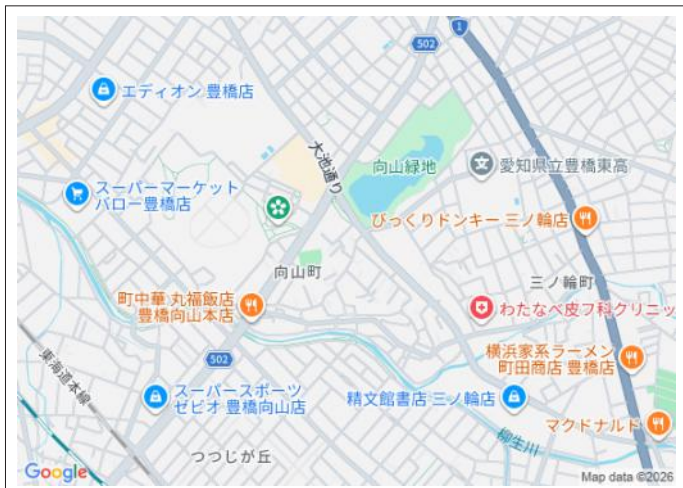 502
1
エディオン 豊橋店
大池通り
向山緑地
愛知県立豊橋東高
スーパーマーケット
バロー豊橋店
びっくりドンキー 三ノ輪店
向山町
三ノ輪町
町中華 丸福飯店
豊橋向山本店
わたなべ皮フ科クリニッ
東海道本線
502
横浜家系ラーメン
町田商店 豊橋店
スーパースポーツ
ゼビオ 豊橋向山店
精文館書店 三ノ輪店
マクドナルド
柳生川
つつじが丘
Google
Map data ©2026